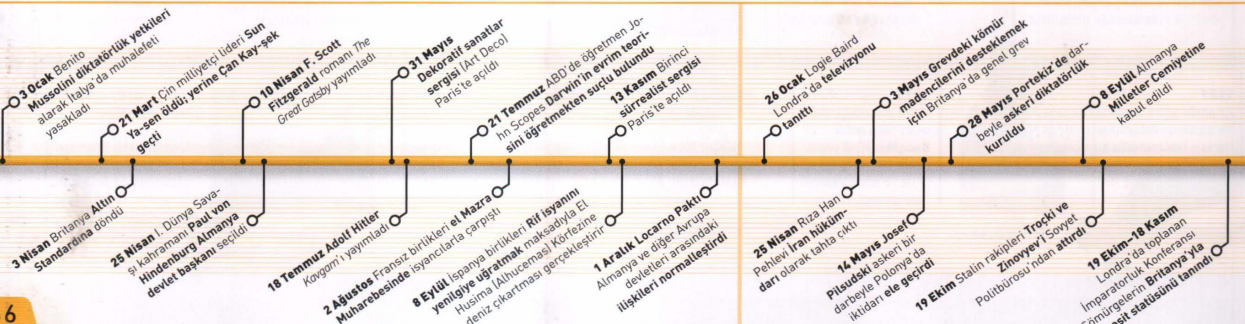 3 Ocak Benito
Mussolini diktatörlük yetkileri
alarak İtalya'da muhalefeti
yasakladı
21 Mart Çin milliyetçi lideri Sun
Ya-sen öldü; yerine Çan Kay-şek
geçti
10 Nisan F. Scott
Fitzgerald romanı The
Great Gatsby yayımladı
31 Mayıs
Dekoratif sanatlar
sergisi (Art Deco)
Paris'te açıldı
21 Temmuz ABD'de öğretmen Jo-
hn Scopes Darwin'in evrim teori-
sini öğretmekten suçlu bulundu
13 Kasım Birinci
sürrealist sergisi
Paris'te açıldı
26 Ocak Logie Baird
Londra'da televizyonu
tanıttı
3 Mayıs Grevdeki kömür
madencilerini desteklemek
için Britanya'da genel grev
28 Mayıs Portekiz'de dar-
beyle askeri diktatörlük
kuruldu
8 Eylül Almanya
Milletler Cemiyetine
kabul edildi
3 Nisan Britanya Altın
Standardına döndü
25 Nisan I. Dünya Sava-
şı kahramanı Paul von
Hindenburg Almanya
devlet başkanı seçildi
18 Temmuz Adolf Hitler
Kavgam'ı yayımladı
2 Ağustos Fransız birlikleri el Mazra
Muharebesinde isyancılarla çarpıştı
8 Eylül İspanya birlikleri Rif isyanını
yenilgiye uğratmak maksadıyla El
Husima (Alhucemas) Körfezine
deniz çıkartması gerçekleştirir
1 Aralık Locarno Paktı
Almanya ve diğer Avrupa
devletleri arasındaki
ilişkileri normalleştirdi
25 Nisan Rıza Han
Pehlevi İran hüküm-
darı olarak tahta çıktı
14 Mayıs Josef
Pilsudski askeri bir
darbeyle Polonya'da
iktidarı ele geçirdi
19 Ekim Stalin rakipleri Troçki ve
Zinovyev'i Sovyet
Politbürosu'ndan attırdı
19 Ekim–18 Kasım
Londra'da toplanan
İmparatorluk Konferansı
Sömürgelerin Britanya'yla
eşit statüsünü tanındı
6